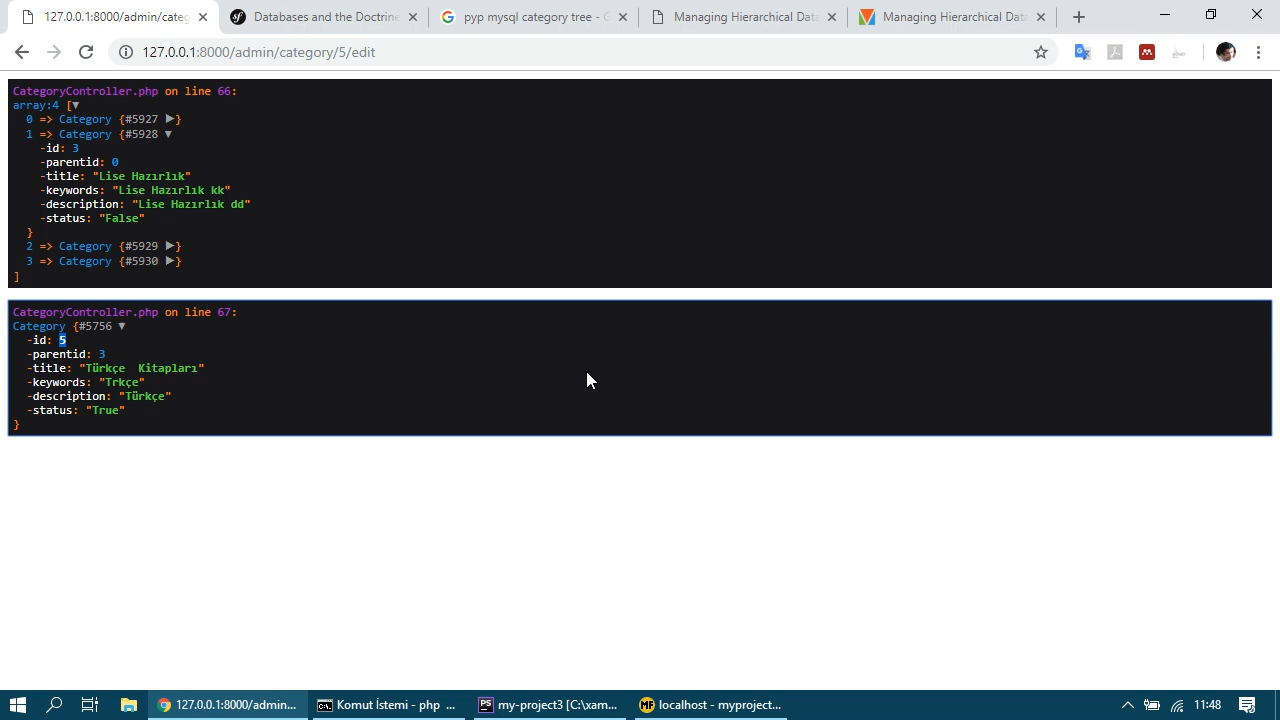 127.0.0.1:8000/admin/categ
Databases and the Doctrine
pyp mysql category tree - G
Managing Hierarchical Data
Managing Hierarchical Data
127.0.0.1:8000/admin/category/5/edit
CategoryController.php on line 66:
array:4 [▼
0 => Category {#5927 ▶}
1 => Category {#5928 ▼
-id: 3
-parentid: 0
-title: "Lise Hazırlık"
-keywords: "Lise Hazırlık kk"
-description: "Lise Hazırlık dd"
-status: "False"
}
2 => Category {#5929 ▶}
3 => Category {#5930 ▶}
]
CategoryController.php on line 67:
Category {#5756 ▼
-id: 5
-parentid: 3
-title: "Türkçe  Kitapları"
-keywords: "Trkçe"
-description: "Türkçe"
-status: "True"
}
127.0.0.1:8000/admin...
Komut İstemi - php ...
my-project3 [C:\xam...
localhost - myproject...
11:48